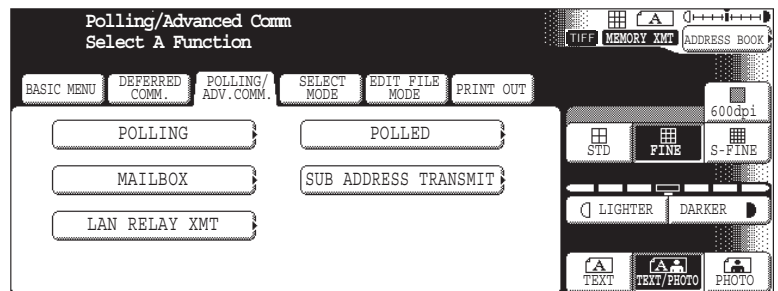 Polling/Advanced Comm
Select A Function
A
TIFF MEMORY XMT ADDRESS BOOK
BASIC MENU
DEFERRED
COMM.
POLLING/
ADV.COMM.
SELECT
MODE
EDIT FILE
MODE
PRINT OUT
600dpi
POLLING POLLED
STD FINE S-FINE
MAILBOX SUB ADDRESS TRANSMIT
LIGHTER DARKER
LAN RELAY XMT
A A
TEXT TEXT/PHOTO PHOTO